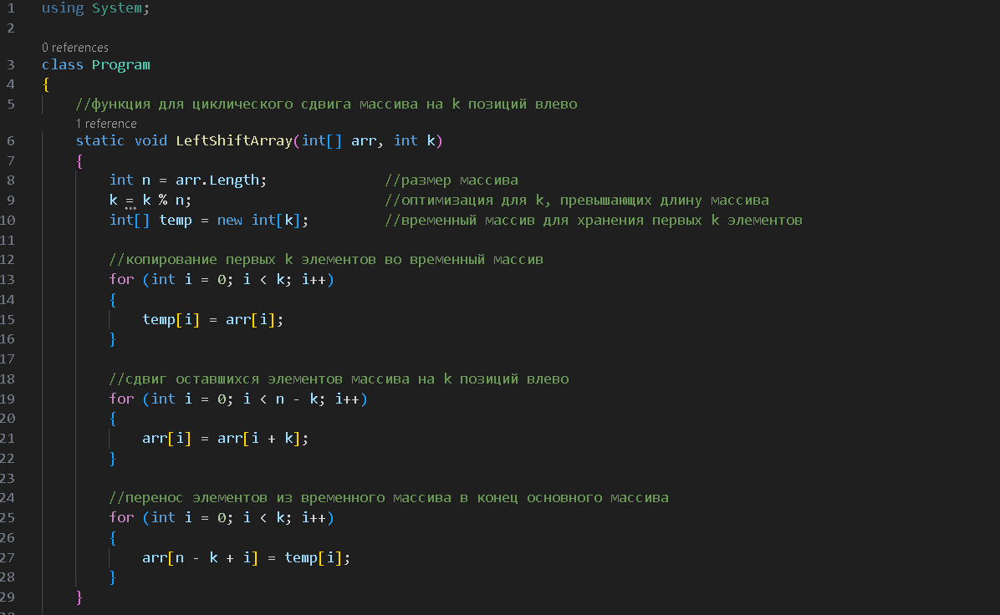 1 using System;
2
0 references
3 class Program
4 {
5 //функция для циклического сдвига массива на k позиций влево
1 reference
6 static void LeftShiftArray(int[] arr, int k)
7 {
8 int n = arr.Length; //размер массива
9 k = k % n; //оптимизация для k, превышающих длину массива
10 int[] temp = new int[k]; //временный массив для хранения первых k элементов
11
12 //копирование первых k элементов во временный массив
13 for (int i = 0; i < k; i++)
14 {
15 temp[i] = arr[i];
16 }
17
18 //сдвиг оставшихся элементов массива на k позиций влево
19 for (int i = 0; i < n - k; i++)
20 {
21 arr[i] = arr[i + k];
22 }
23
24 //перенос элементов из временного массива в конец основного массива
25 for (int i = 0; i < k; i++)
26 {
27 arr[n - k + i] = temp[i];
28 }
29 }